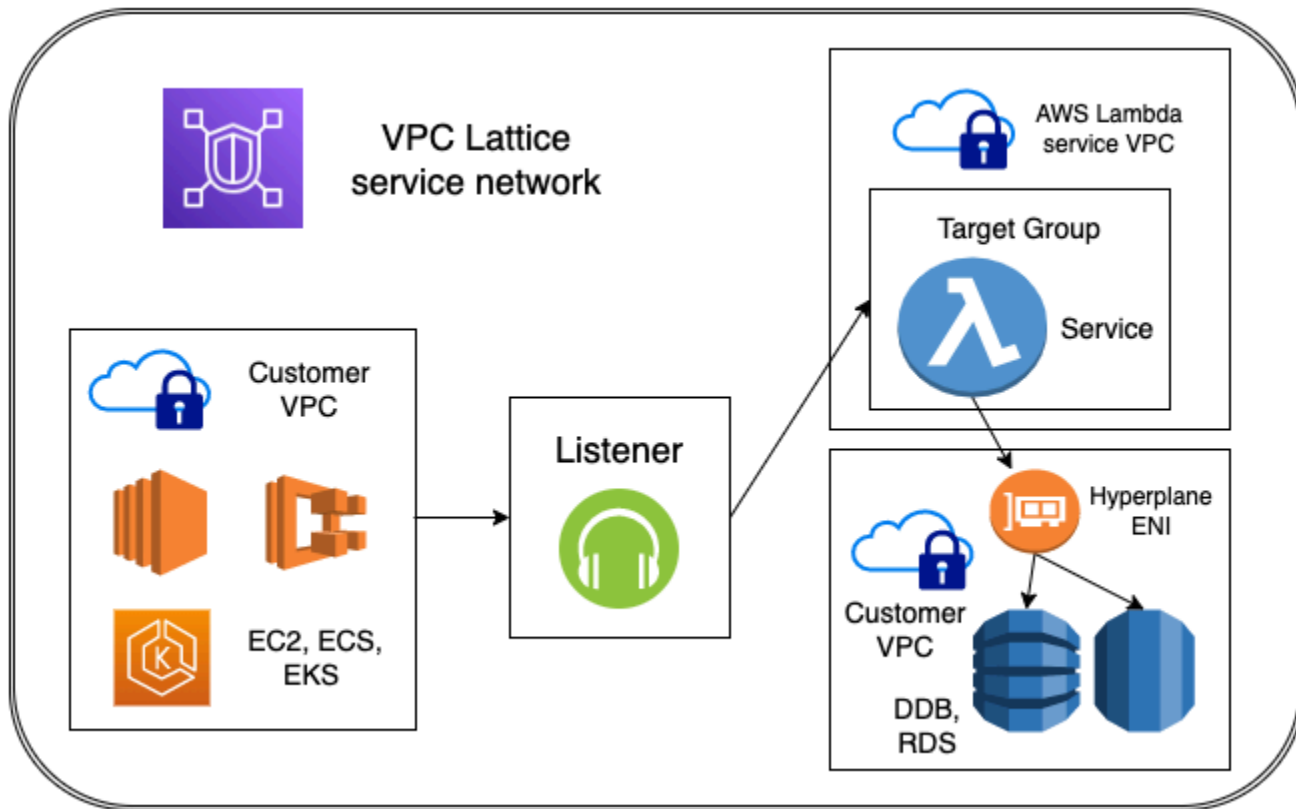 VPC Lattice
service network
AWS Lambda
service VPC
Target Group
Service
Customer
VPC
EC2, ECS,
EKS
K
Listener
Hyperplane
ENI
Customer
VPC
DDB,
RDS